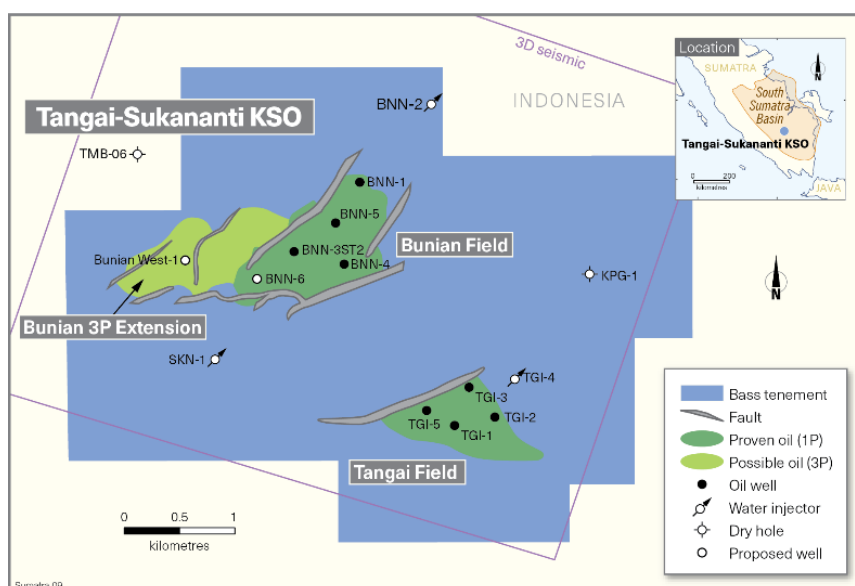 3D seismic
Location
SUMATRA
N
South
Sumatra
Basin
Tangai-Sukananti KSO
0 200
kilometres
JAVA
INDONESIA
BNN-2
Tangai-Sukananti KSO
TMB-06
BNN-1
BNN-5
Bunian Field
BNN-3ST2
BNN-4
Bunian West-1
BNN-6
KPG-1
N
Bunian 3P Extension
SKN-1
TGI-4
TGI-3
TGI-5
TGI-2
TGI-1
Tangai Field
0 0.5 1
kilometres
Bass tenement
Fault
Proven oil (1P)
Possible oil (3P)
Oil well
Water injector
Dry hole
Proposed well
Sumatra 09